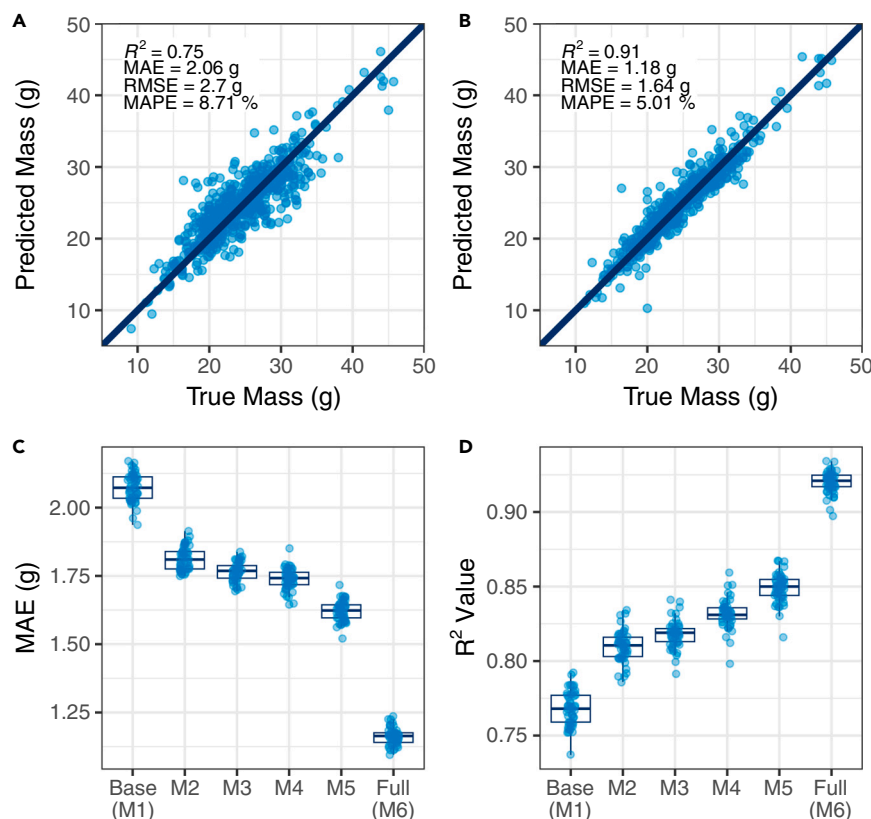 A
50
40
30
20
10
Predicted Mass (g)
R² = 0.75
MAE = 2.06 g
RMSE = 2.7 g
MAPE = 8.71 %
10 20 30 40 50
True Mass (g)
B
50
40
30
20
10
Predicted Mass (g)
R² = 0.91
MAE = 1.18 g
RMSE = 1.64 g
MAPE = 5.01 %
10 20 30 40 50
True Mass (g)
C
2.00
1.75
1.50
1.25
MAE (g)
Base M2 M3 M4 M5 Full
(M1) (M6)
D
0.90
0.85
0.80
0.75
R² Value
Base M2 M3 M4 M5 Full
(M1) (M6)